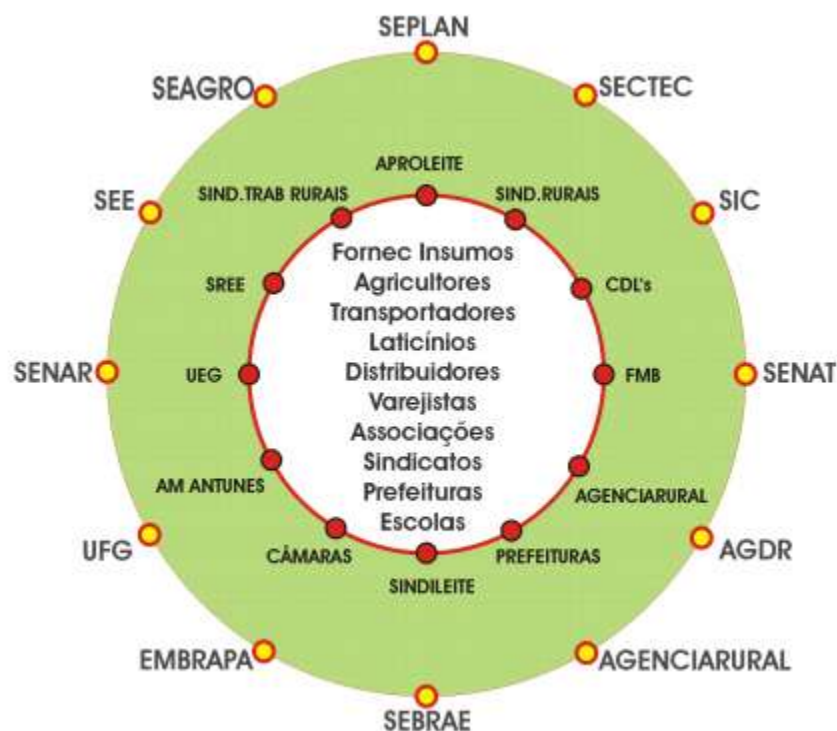 SEPLAN
SEAGRO
SECTEC
SEE
SIC
SENAR
SENAT
UFG
AGDR
EMBRAPA
AGENCIARURAL
SEBRAE
APROLEITE
SIND.TRAB RURAIS
SIND.RURAIS
SREE
CDL's
UEG
FMB
AM ANTUNES
AGENCIARURAL
CÂMARAS
PREFEITURAS
SINDILEITE
Fornec Insumos
Agricultores
Transportadores
Laticínios
Distribuidores
Varejistas
Associações
Sindicatos
Prefeituras
Escolas